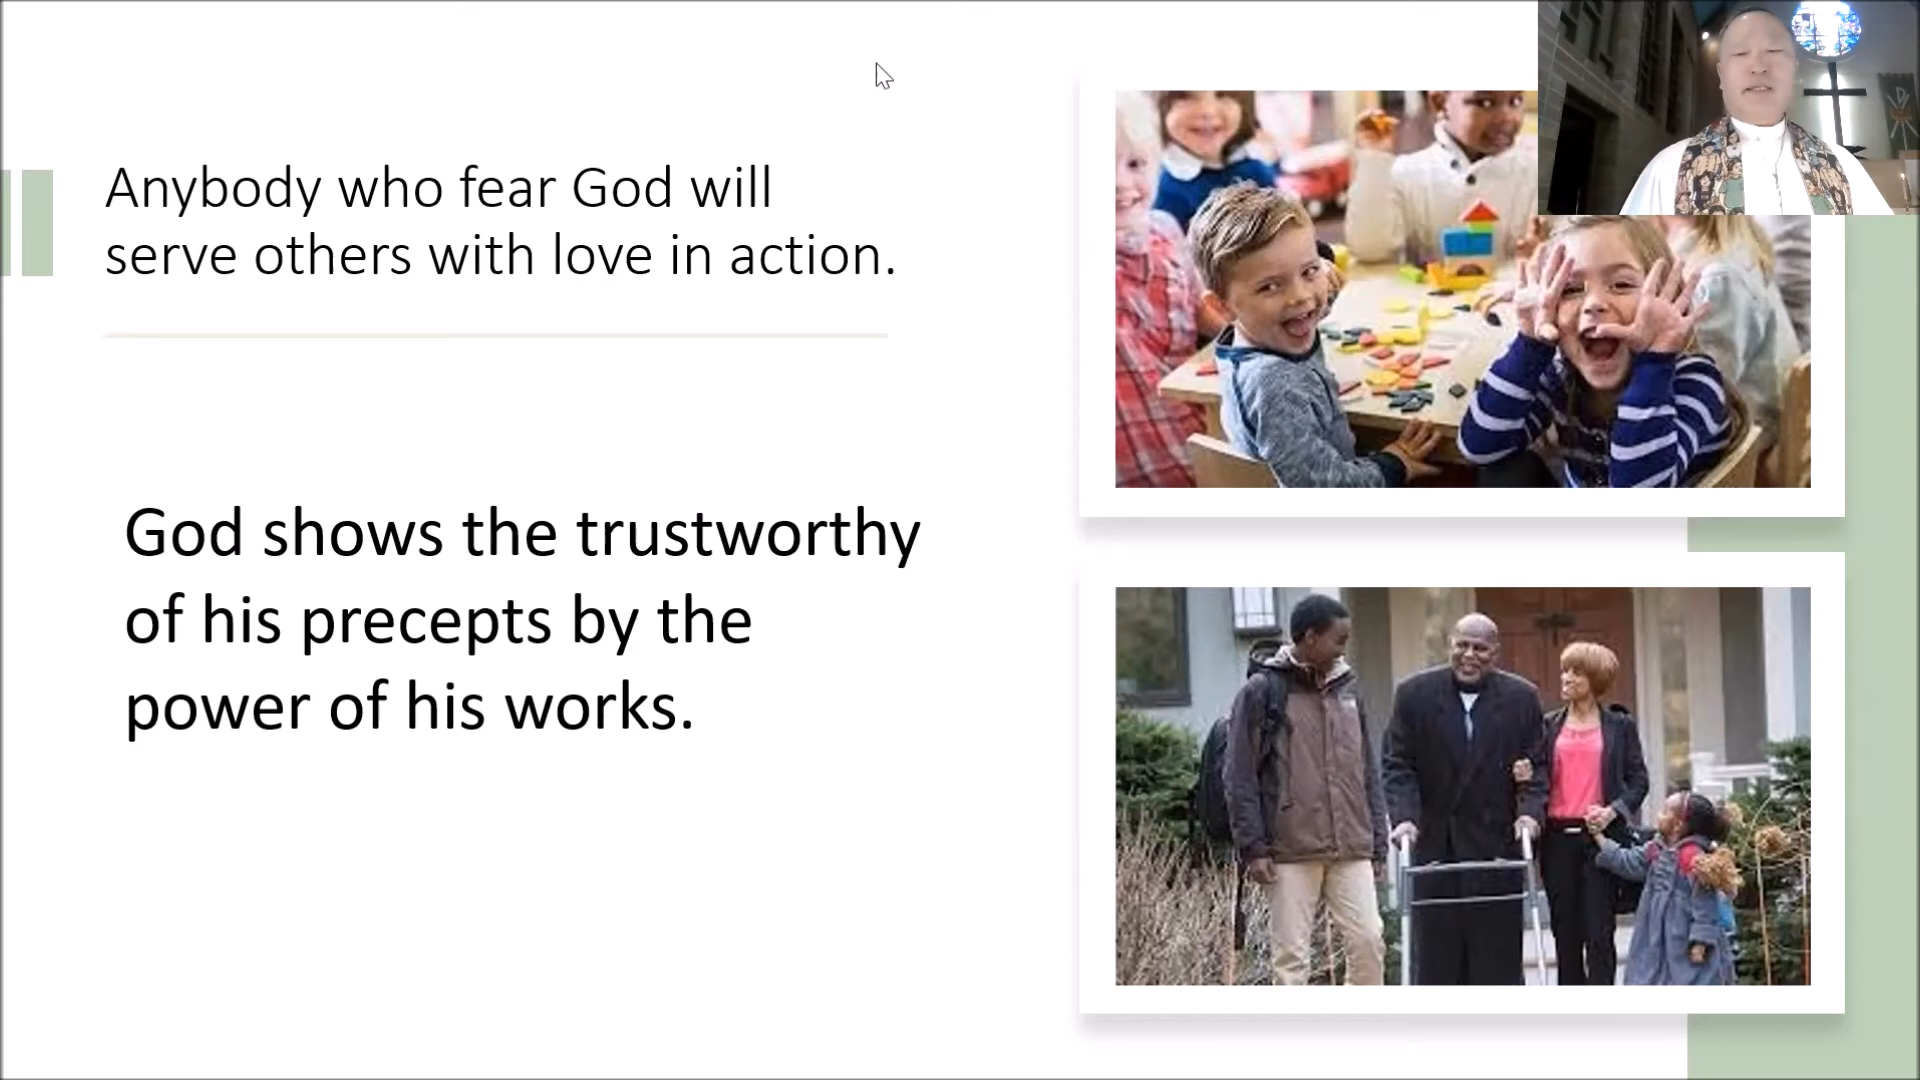 Anybody who fear God will
serve others with love in action.
God shows the trustworthy
of his precepts by the
power of his works.